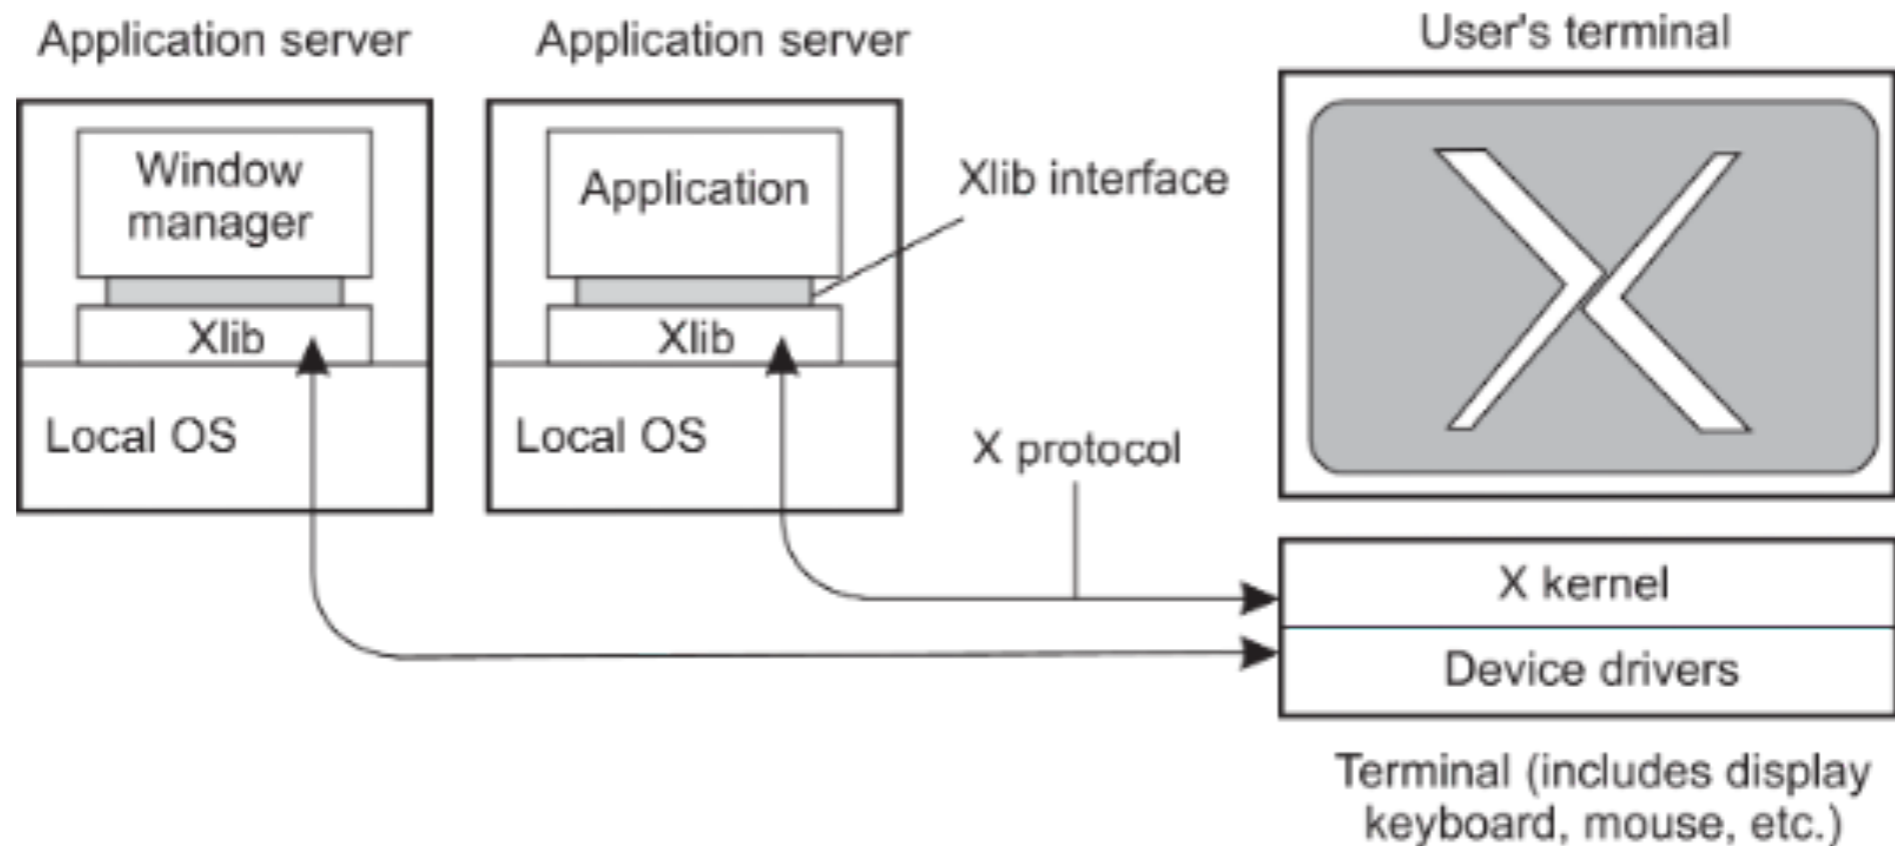 Application server
Application server
User's terminal
Window
manager
Application
Xlib interface
Xlib
Xlib
Local OS
Local OS
X protocol
X
X kernel
Device drivers
Terminal (includes display
keyboard, mouse, etc.)